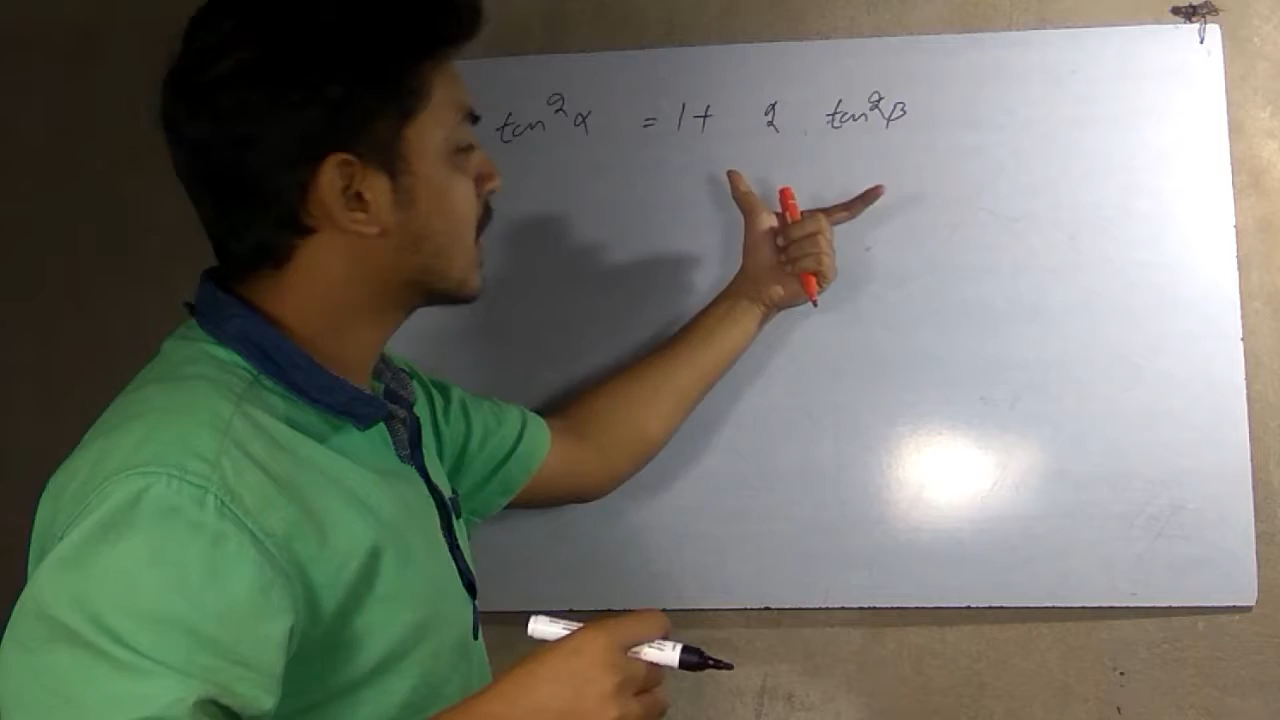 tan²α = 1 + 2 tan²β